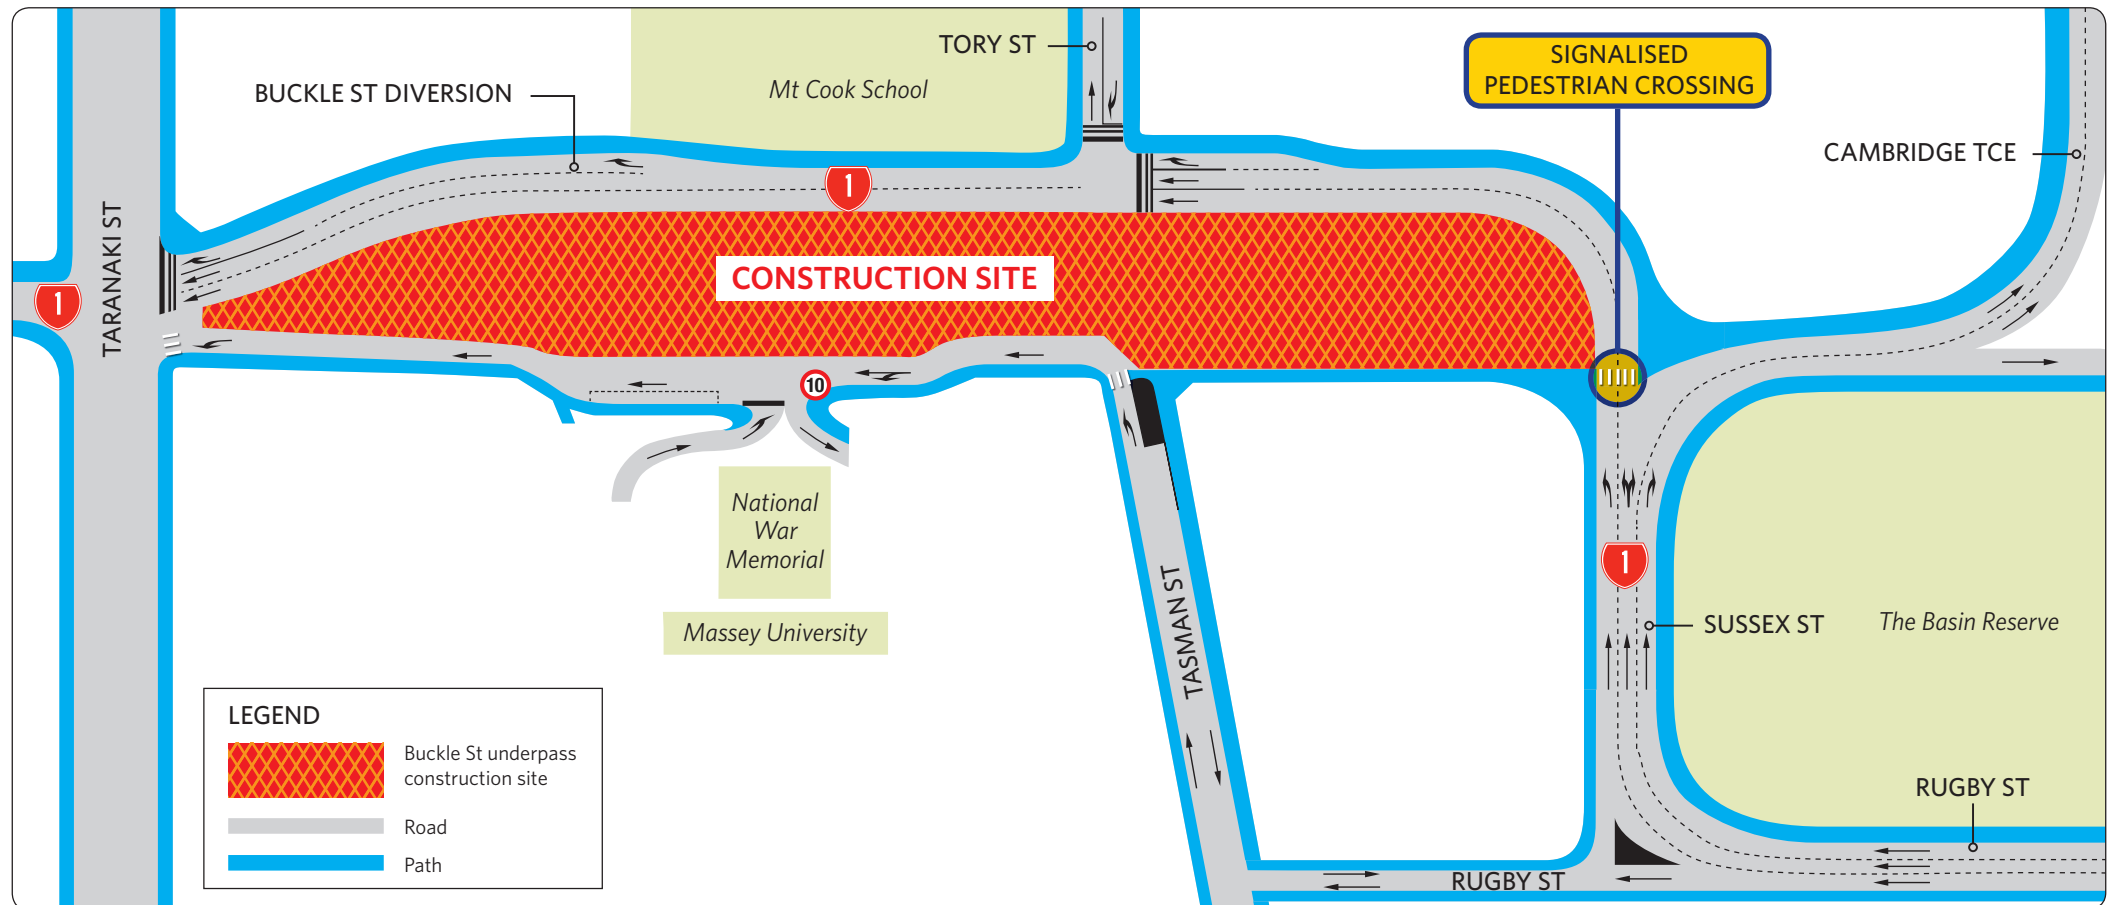 TORY ST
SIGNALISED
PEDESTRIAN CROSSING
BUCKLE ST DIVERSION
Mt Cook School
CAMBRIDGE TCE
1
TARANAKI ST
CONSTRUCTION SITE
1
10
National
War
Memorial
Massey University
TASMAN ST
1
SUSSEX ST
The Basin Reserve
LEGEND
Buckle St underpass
construction site
Road
Path
RUGBY ST
RUGBY ST